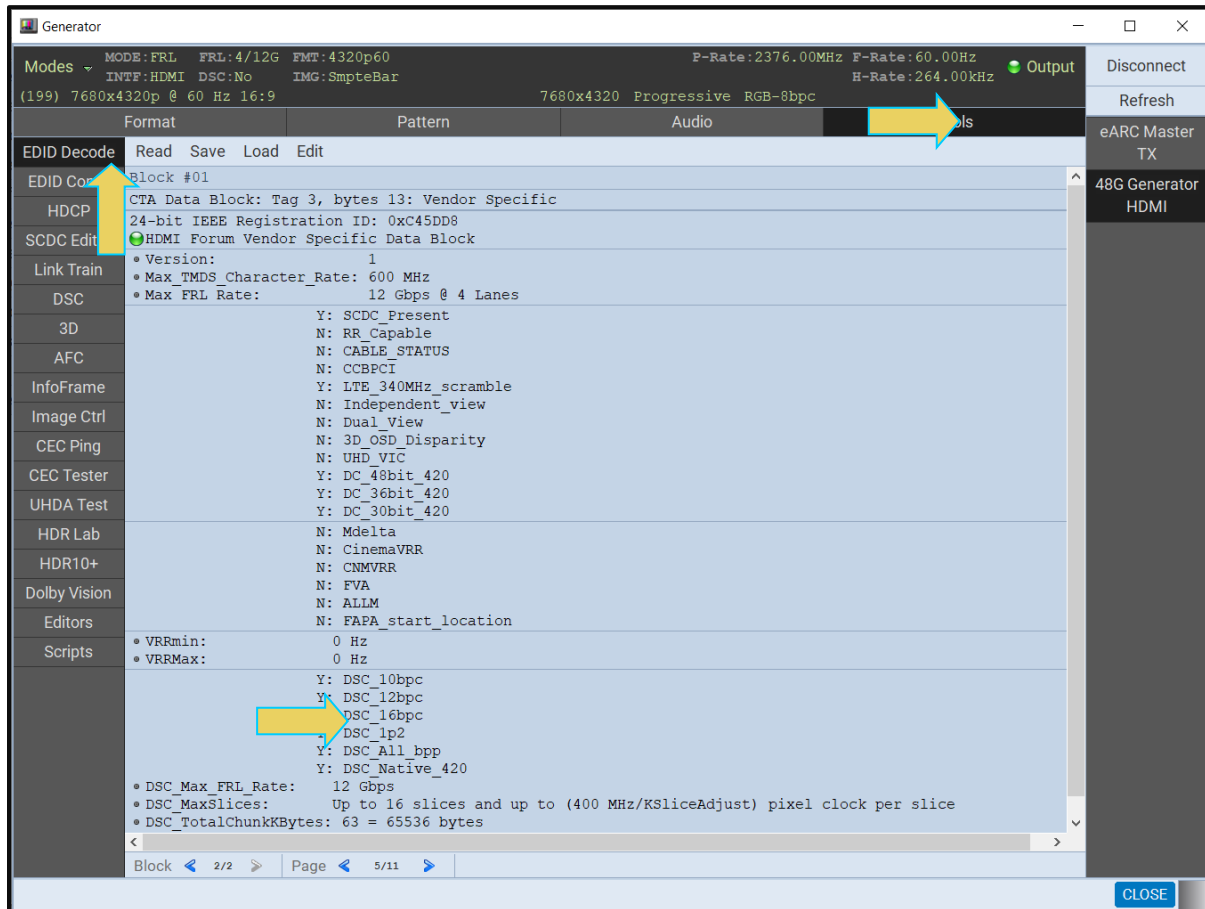 Generator
Modes
MODE:FRL FRL:4/12G FMT:4320p60 P-Rate:2376.00MHz F-Rate:60.00Hz
INTF:HDMI DSC:No IMG:SmpteBar H-Rate:264.00kHz
Output
(199) 7680x4320p @ 60 Hz 16:9 7680x4320 Progressive RGB-8bpc
Disconnect
Refresh
Format Pattern Audio
eARC Master
TX
48G Generator
HDMI
EDID Decode
EDID
HDCP
SCDC
Link Train
DSC
3D
AFC
InfoFrame
Image Ctrl
CEC Ping
CEC Tester
UHDA Test
HDR Lab
HDR10+
Dolby Vision
Editors
Scripts
Read Save Load Edit
Block #01
CTA Data Block: Tag 3, bytes 13: Vendor Specific
24-bit IEEE Registration ID: 0xC45DD8
HDMI Forum Vendor Specific Data Block
• Version: 1
• Max_TMDS_Character_Rate: 600 MHz
• Max FRL Rate: 12 Gbps @ 4 Lanes
Y: SCDC_Present
N: RR_Capable
N: CABLE_STATUS
N: CCBPCI
Y: LTE_340MHz_scramble
N: Independent_view
N: Dual_View
N: 3D_OSD_Disparity
N: UHD_VIC
Y: DC_48bit_420
Y: DC_36bit_420
Y: DC_30bit_420
N: Mdelta
N: CinemaVRR
N: CNMVRR
N: FVA
N: ALLM
N: FAPA_start_location
• VRRmin: 0 Hz
• VRRMax: 0 Hz
Y: DSC_10bpc
Y: DSC_12bpc
DSC_16bpc
DSC_1p2
Y: DSC_All_bpp
Y: DSC_Native_420
• DSC_Max_FRL_Rate: 12 Gbps
• DSC_MaxSlices: Up to 16 slices and up to (400 MHz/KSliceAdjust) pixel clock per slice
• DSC_TotalChunkKBytes: 63 = 65536 bytes
Block 2/2 Page 5/11
CLOSE